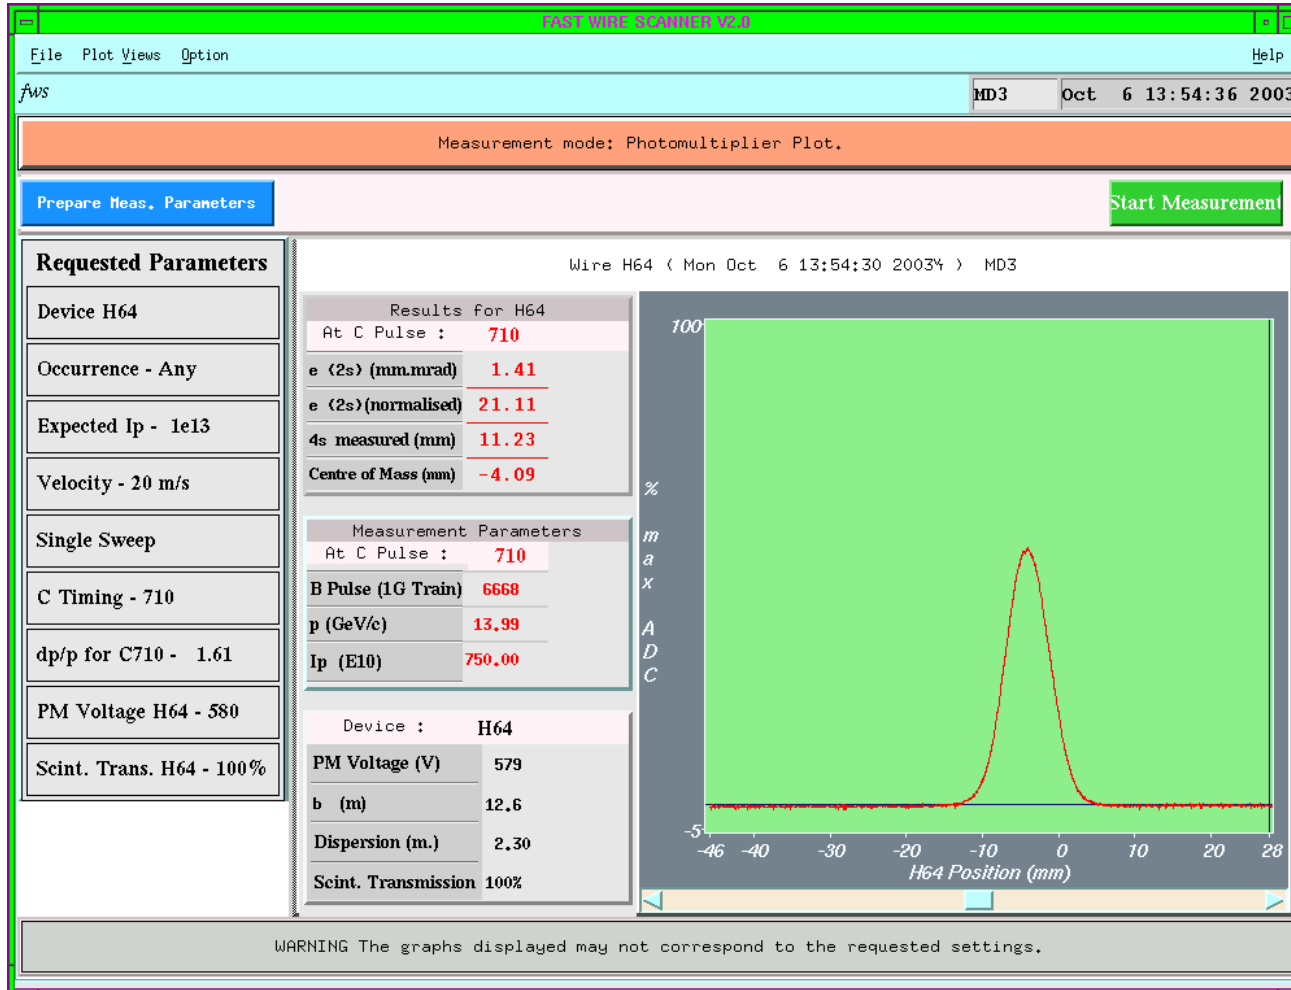 FAST WIRE SCANNER V2.0
File Plot Views Option Help
fws MD3 Oct 6 13:54:36 2003
Measurement mode: Photomultiplier Plot.
Prepare Meas. Parameters Start Measurement
Requested Parameters
Device H64
Occurrence - Any
Expected Ip - 1e13
Velocity - 20 m/s
Single Sweep
C Timing - 710
dp/p for C710 - 1.61
PM Voltage H64 - 580
Scint. Trans. H64 - 100%
Wire H64 ( Mon Oct 6 13:54:30 2003% ) MD3
Results for H64
At C Pulse : 710
e (2s) (mm.mrad) 1.41
e (2s)(normalised) 21.11
4s measured (mm) 11.23
Centre of Mass (mm) -4.09
Measurement Parameters
At C Pulse : 710
B Pulse (1G Train) 6668
p (GeV/c) 13.99
Ip (E10) 750.00
Device : H64
PM Voltage (V) 579
b (m) 12.6
Dispersion (m.) 2.30
Scint. Transmission 100%
100
% max ADC
-5
-46 -40 -30 -20 -10 0 10 20 28
H64 Position (mm)
WARNING The graphs displayed may not correspond to the requested settings.